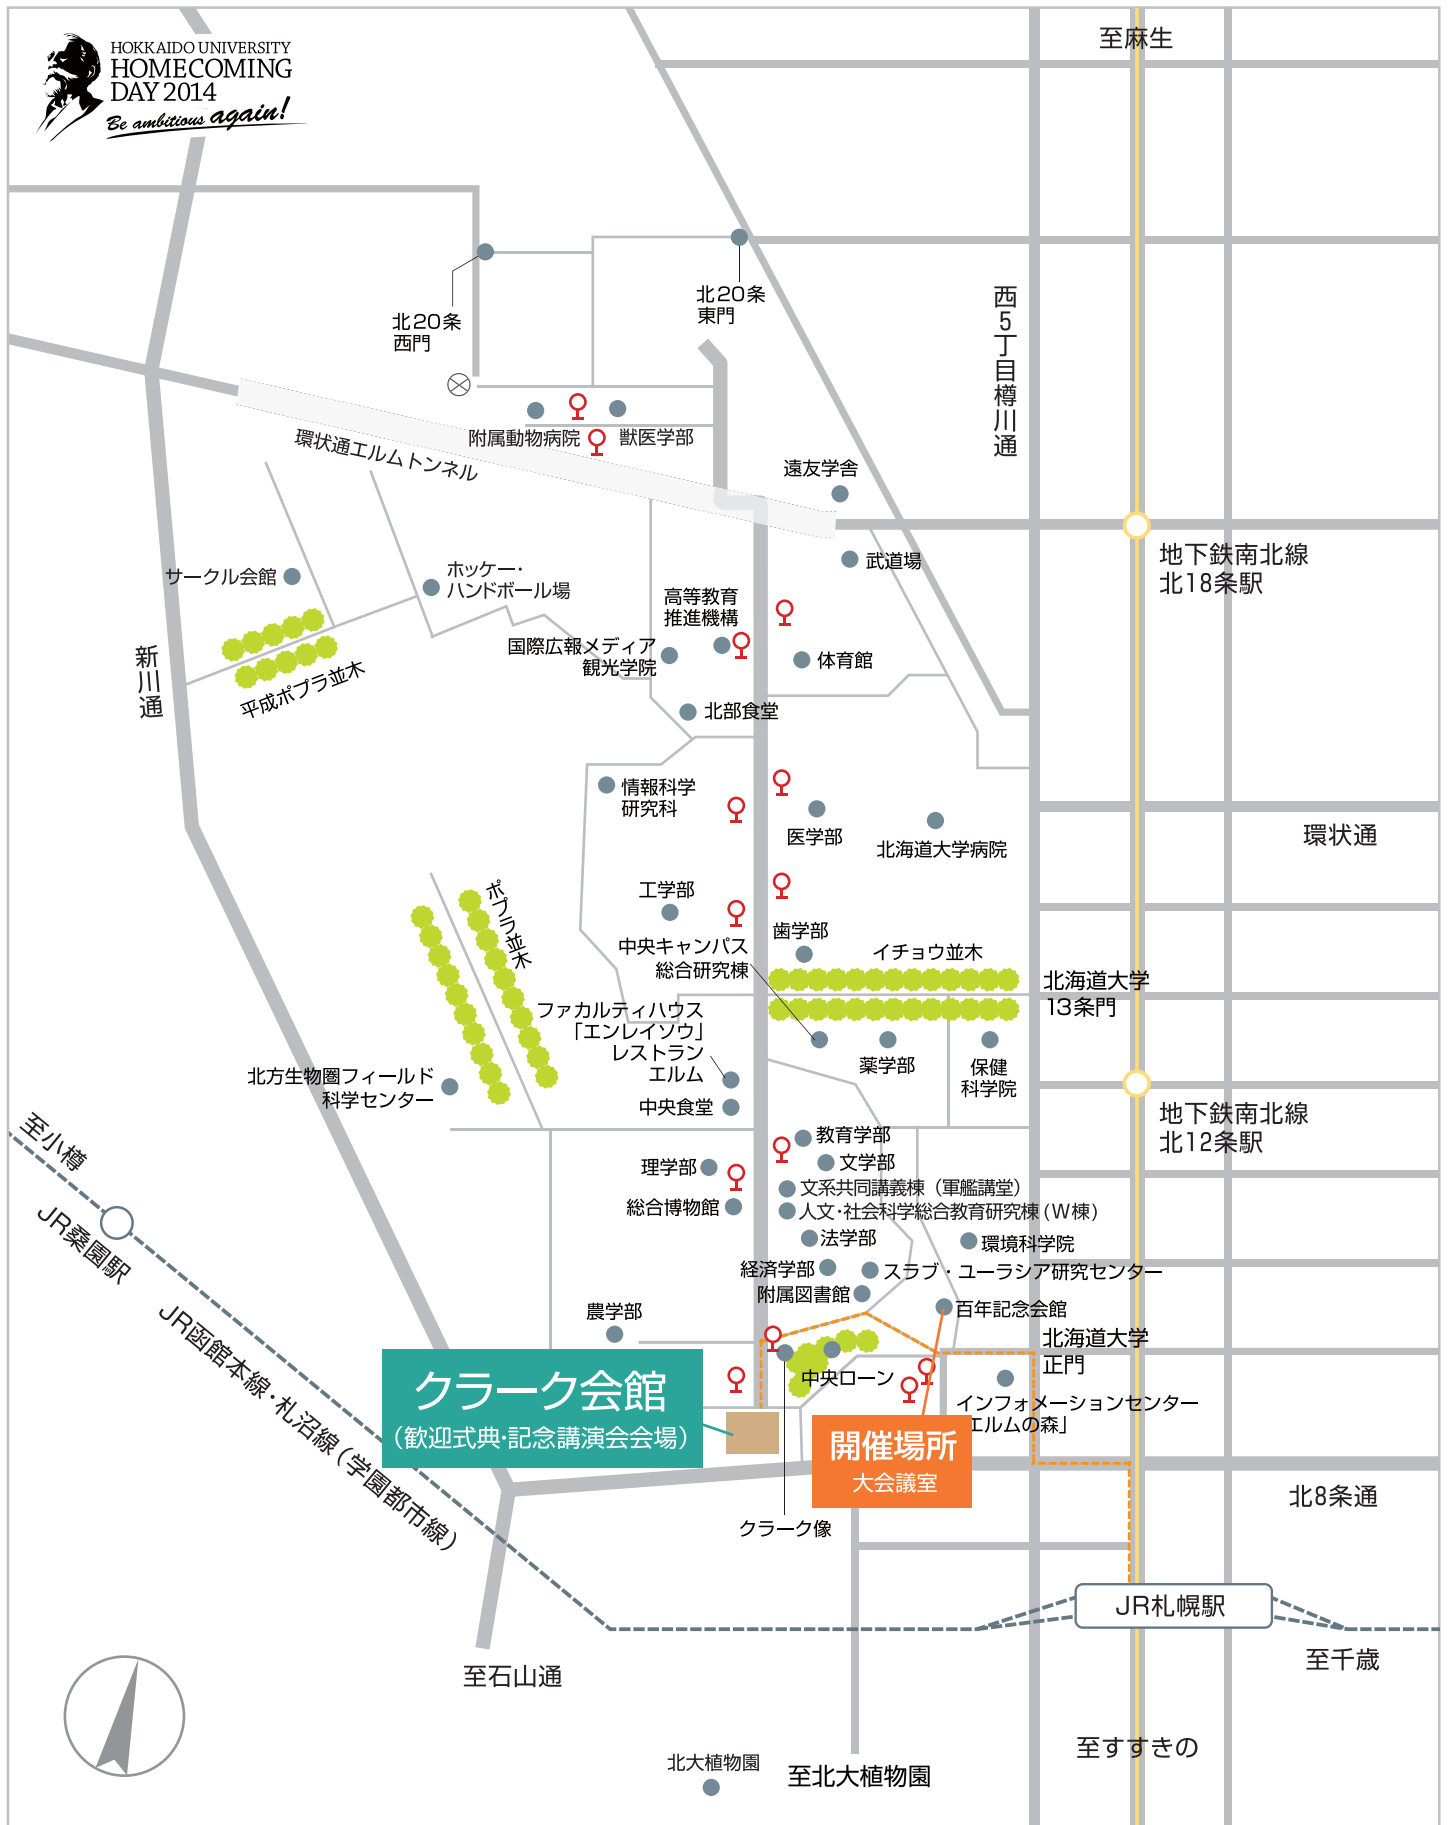 HOKKAIDO UNIVERSITY
HOMECOMING
DAY 2014
Be ambitious again!
至麻生
北20条
西門
北20条
東門
西5丁目樽川通
附属動物病院
獣医学部
環状通エルムトンネル
遠友学舎
武道場
地下鉄南北線
北18条駅
サークル会館
ホッケー・
ハンドボール場
高等教育
推進機構
国際広報メディア
観光学院
体育館
新川通
平成ポプラ並木
北部食堂
情報科学
研究科
医学部
北海道大学病院
環状通
工学部
ポプラ並木
歯学部
中央キャンパス
総合研究棟
イチョウ並木
北海道大学
13条門
ファカルティハウス
「エンレイソウ」
レストラン
エルム
薬学部
保健
科学院
北方生物圏フィールド
科学センター
中央食堂
地下鉄南北線
北12条駅
至小樽
教育学部
文学部
理学部
文系共同講義棟（軍艦講堂）
総合博物館
人文・社会科学総合教育研究棟(W棟)
JR桑園駅
法学部
環境科学院
経済学部
スラブ・ユーラシア研究センター
附属図書館
百年記念会館
農学部
北海道大学
正門
JR函館本線・札沼線(学園都市線)
クラーク会館
（歓迎式典・記念講演会会場）
中央ローン
インフォメーションセンター
エルムの森」
開催場所
大会議室
北8条通
クラーク像
JR札幌駅
至石山通
至千歳
至すすきの
北大植物園
至北大植物園